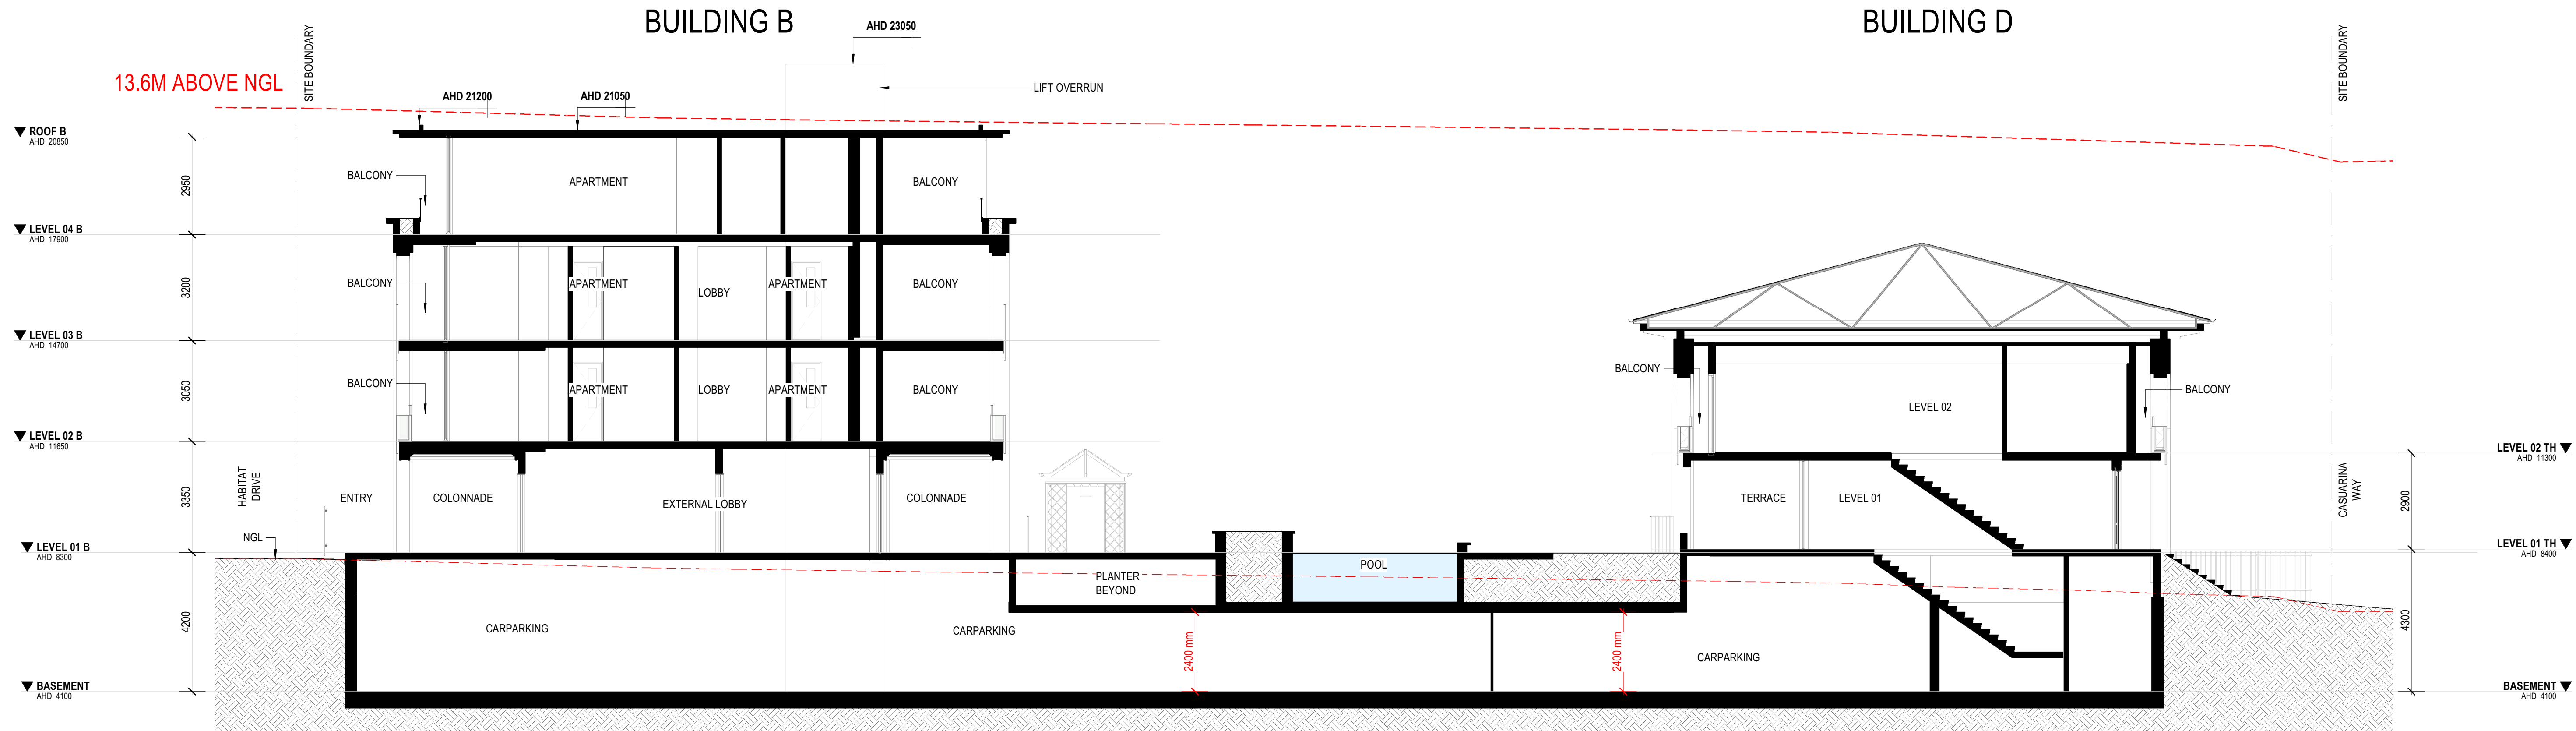 BUILDING B
BUILDING D
AHD 23050
SITE BOUNDARY
SITE BOUNDARY
13.6M ABOVE NGL
LIFT OVERRUN
AHD 21200
AHD 21050
ROOF B
AHD 20850
2950
BALCONY
APARTMENT
BALCONY
LEVEL 04 B
AHD 17900
3200
BALCONY
APARTMENT
LOBBY
APARTMENT
BALCONY
LEVEL 03 B
AHD 14700
3050
BALCONY
APARTMENT
LOBBY
APARTMENT
BALCONY
BALCONY
BALCONY
LEVEL 02
LEVEL 02 B
AHD 11650
LEVEL 02 TH
AHD 11300
3350
HABITAT
DRIVE
ENTRY
COLONNADE
EXTERNAL LOBBY
COLONNADE
TERRACE
LEVEL 01
CASUARINA
WAY
2900
NGL
LEVEL 01 B
AHD 8300
LEVEL 01 TH
AHD 8400
POOL
PLANTER
BEYOND
4200
CARPARKING
CARPARKING
2400 mm
2400 mm
CARPARKING
4300
BASEMENT
AHD 4100
BASEMENT
AHD 4100